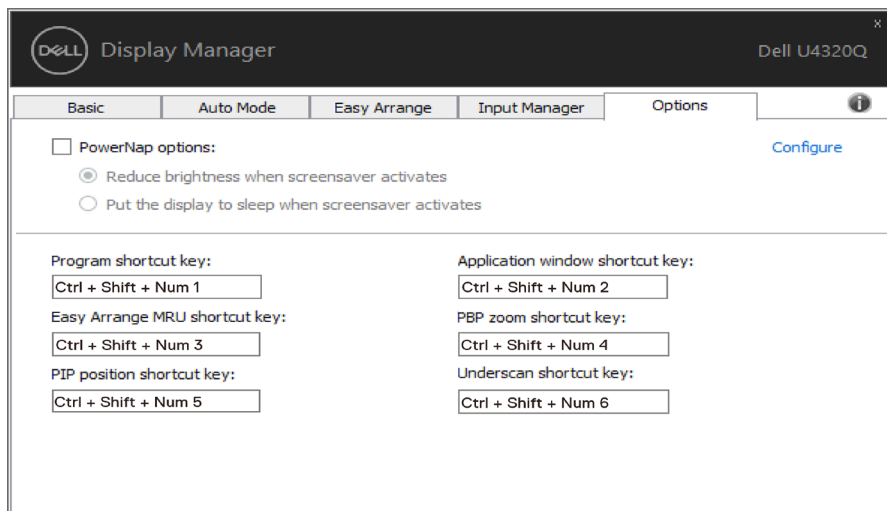 x
DELL Display Manager
Dell U4320Q
Basic
Auto Mode
Easy Arrange
Input Manager
Options
PowerNap options:
Configure
Reduce brightness when screensaver activates
Put the display to sleep when screensaver activates
Program shortcut key:
Application window shortcut key:
Ctrl + Shift + Num 1
Ctrl + Shift + Num 2
Easy Arrange MRU shortcut key:
PBP zoom shortcut key:
Ctrl + Shift + Num 3
Ctrl + Shift + Num 4
PIP position shortcut key:
Underscan shortcut key:
Ctrl + Shift + Num 5
Ctrl + Shift + Num 6